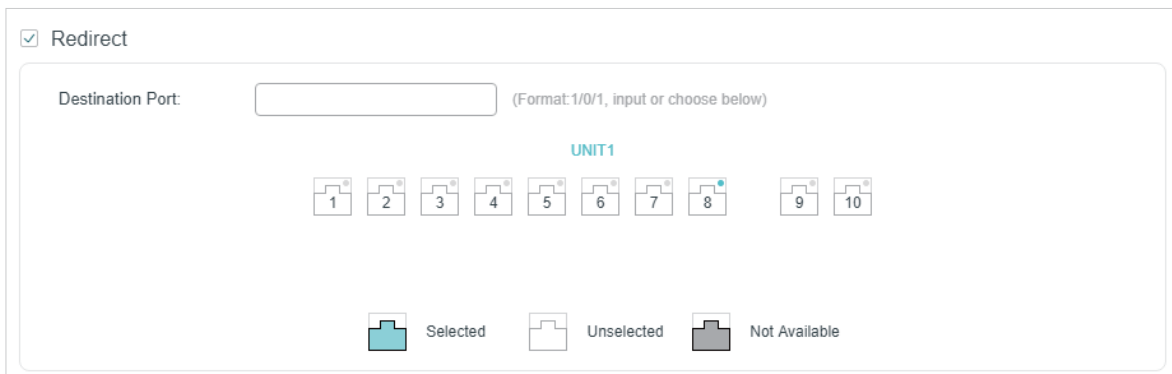 Redirect
Destination Port: (Format:1/0/1, input or choose below)
UNIT1
1 2 3 4 5 6 7 8 9 10
Selected Unselected Not Available